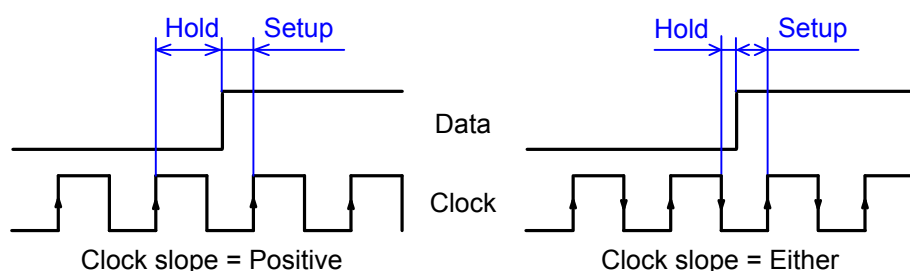 Hold Setup Hold Setup
Data
Clock
Clock slope = Positive Clock slope = Either